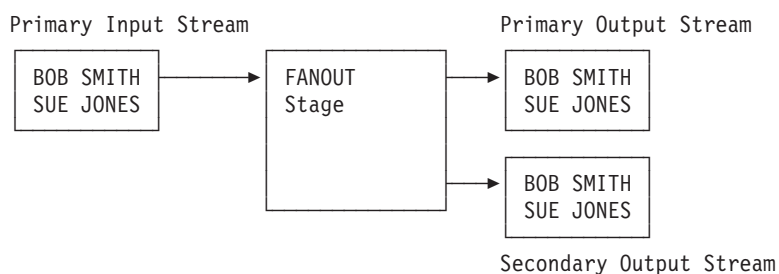 Primary Input Stream
Primary Output Stream
BOB SMITH
SUE JONES
FANOUT
Stage
BOB SMITH
SUE JONES
BOB SMITH
SUE JONES
Secondary Output Stream